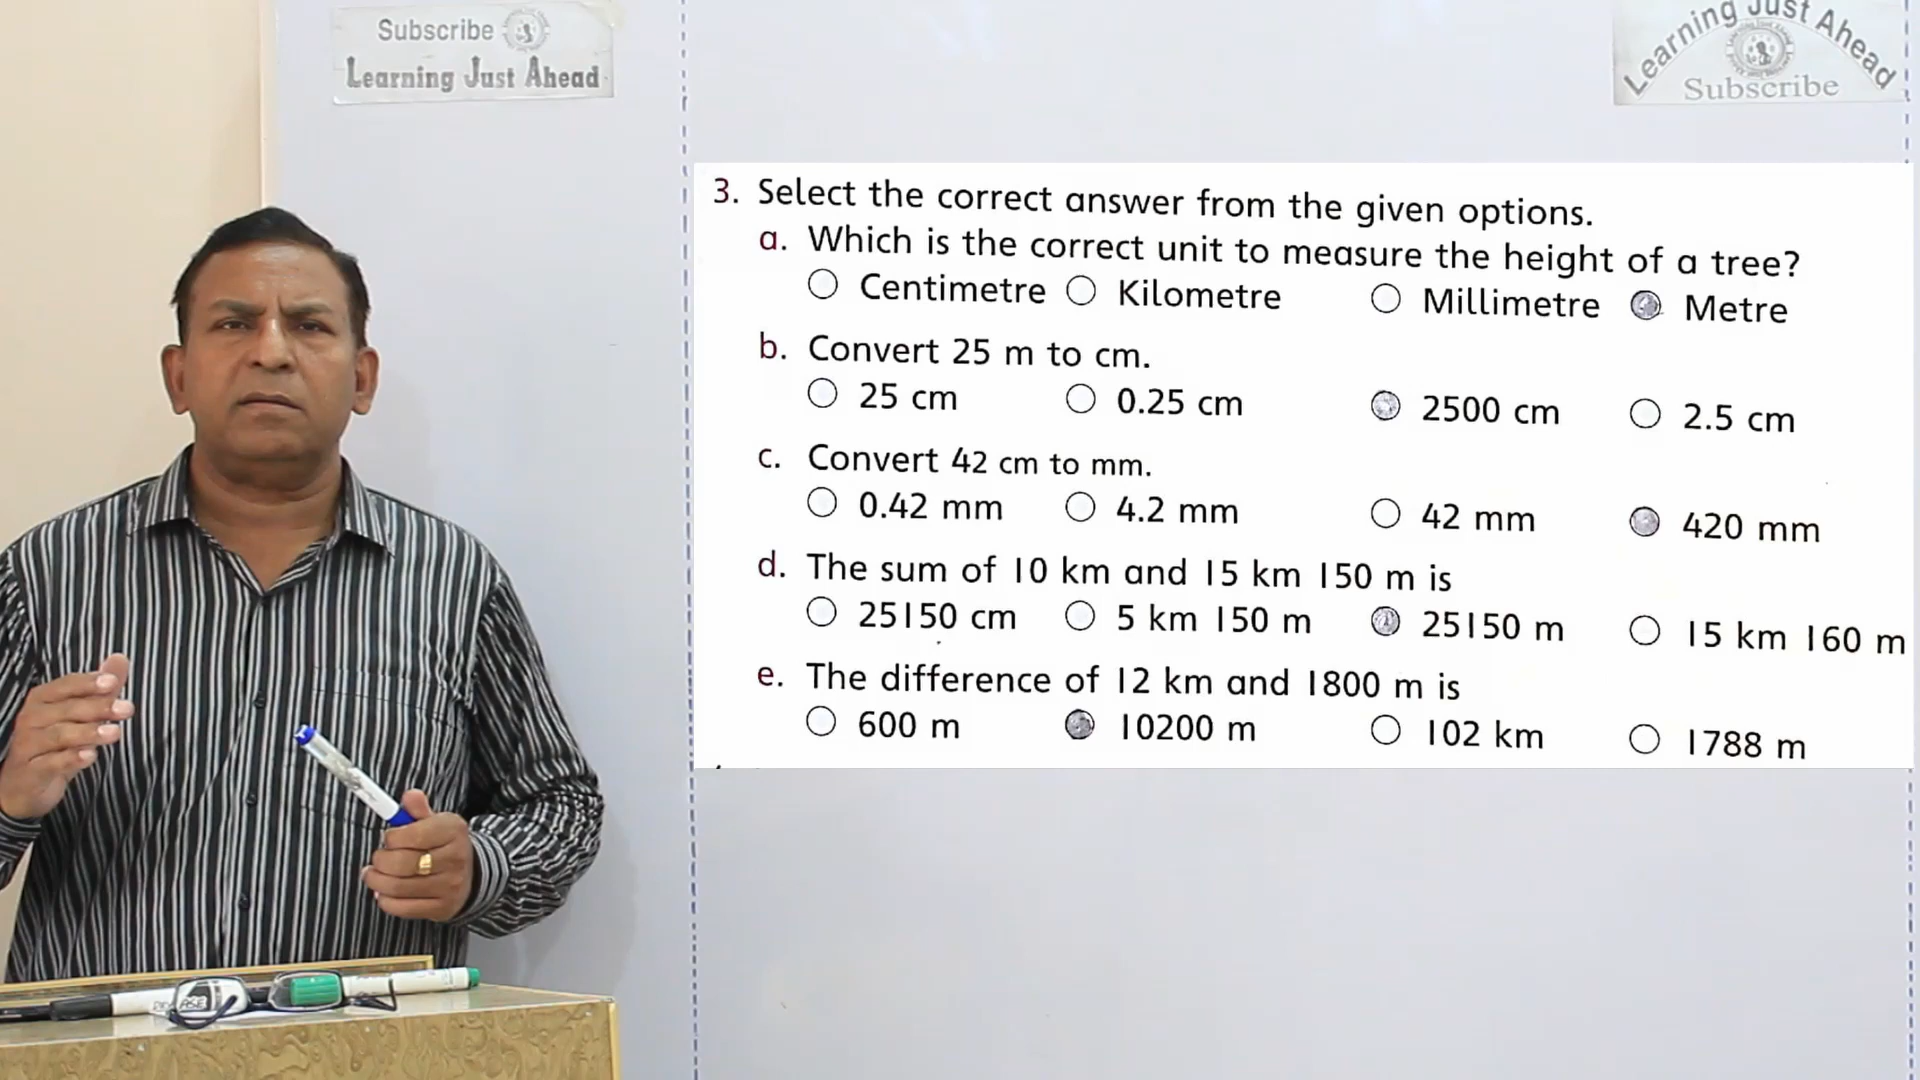 Subscribe
Learning Just Ahead
Learning Just Ahead
Subscribe
3. Select the correct answer from the given options.
a. Which is the correct unit to measure the height of a tree?
Centimetre Kilometre Millimetre Metre
b. Convert 25 m to cm.
25 cm 0.25 cm 2500 cm 2.5 cm
c. Convert 42 cm to mm.
0.42 mm 4.2 mm 42 mm 420 mm
d. The sum of 10 km and 15 km 150 m is
25150 cm 5 km 150 m 25150 m 15 km 160 m
e. The difference of 12 km and 1800 m is
600 m 10200 m 102 km 1788 m